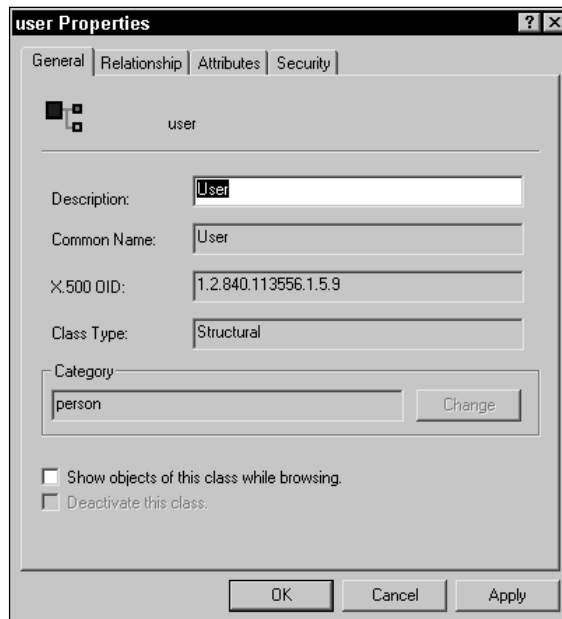 user Properties ? ×
General Relationship Attributes Security
user
Description: User
Common Name: User
X.500 OID: 1.2.840.113556.1.5.9
Class Type: Structural
Category
person Change
Show objects of this class while browsing.
Deactivate this class.
OK Cancel Apply